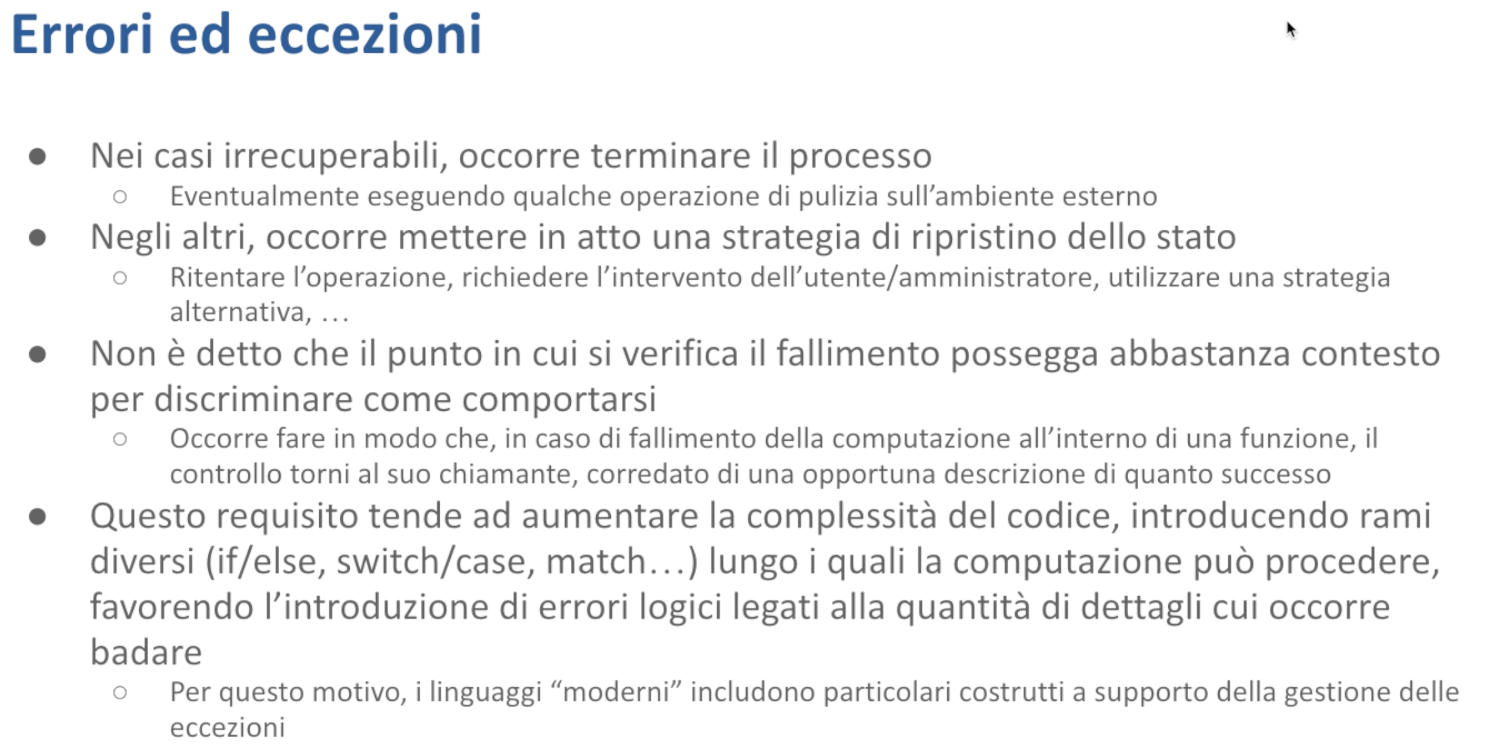 Errori ed eccezioni
● Nei casi irrecuperabili, occorre terminare il processo
○ Eventualmente eseguendo qualche operazione di pulizia sull’ambiente esterno
● Negli altri, occorre mettere in atto una strategia di ripristino dello stato
○ Ritentare l’operazione, richiedere l’intervento dell’utente/amministratore, utilizzare una strategia
alternativa, …
● Non è detto che il punto in cui si verifica il fallimento possegga abbastanza contesto
per discriminare come comportarsi
○ Occorre fare in modo che, in caso di fallimento della computazione all’interno di una funzione, il
controllo torni al suo chiamante, corredato di una opportuna descrizione di quanto successo
● Questo requisito tende ad aumentare la complessità del codice, introducendo rami
diversi (if/else, switch/case, match…) lungo i quali la computazione può procedere,
favorendo l’introduzione di errori logici legati alla quantità di dettagli cui occorre
badare
○ Per questo motivo, i linguaggi “moderni” includono particolari costrutti a supporto della gestione delle
eccezioni